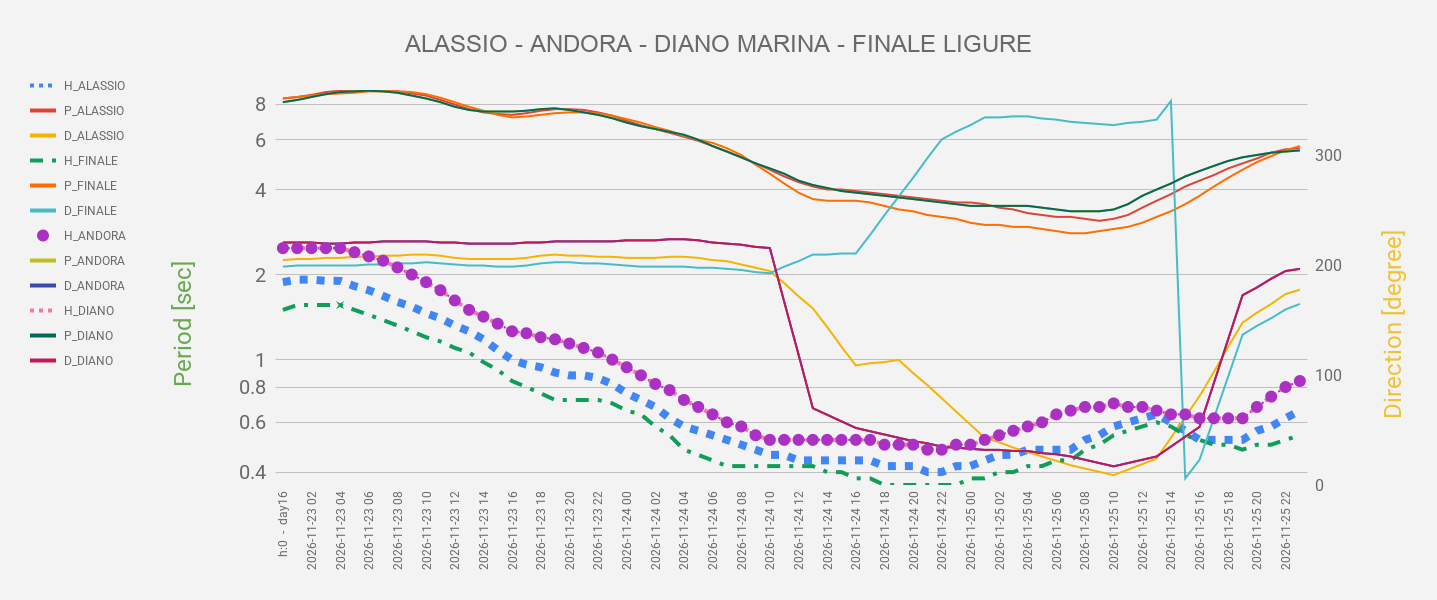 ALASSIO - ANDORA - DIANO MARINA - FINALE LIGURE
H_ALASSIO
P_ALASSIO
D_ALASSIO
H_FINALE
P_FINALE
D_FINALE
H_ANDORA
P_ANDORA
D_ANDORA
H_DIANO
P_DIANO
D_DIANO
Period [sec]
8
6
4
2
1
0.8
0.6
0.4
300
200
100
0
Direction [degree]
h:0 - day16
2026-11-23 02
2026-11-23 04
2026-11-23 06
2026-11-23 08
2026-11-23 10
2026-11-23 12
2026-11-23 14
2026-11-23 16
2026-11-23 18
2026-11-23 20
2026-11-23 22
2026-11-24 00
2026-11-24 02
2026-11-24 04
2026-11-24 06
2026-11-24 08
2026-11-24 10
2026-11-24 12
2026-11-24 14
2026-11-24 16
2026-11-24 18
2026-11-24 20
2026-11-24 22
2026-11-25 00
2026-11-25 02
2026-11-25 04
2026-11-25 06
2026-11-25 08
2026-11-25 10
2026-11-25 12
2026-11-25 14
2026-11-25 16
2026-11-25 18
2026-11-25 20
2026-11-25 22